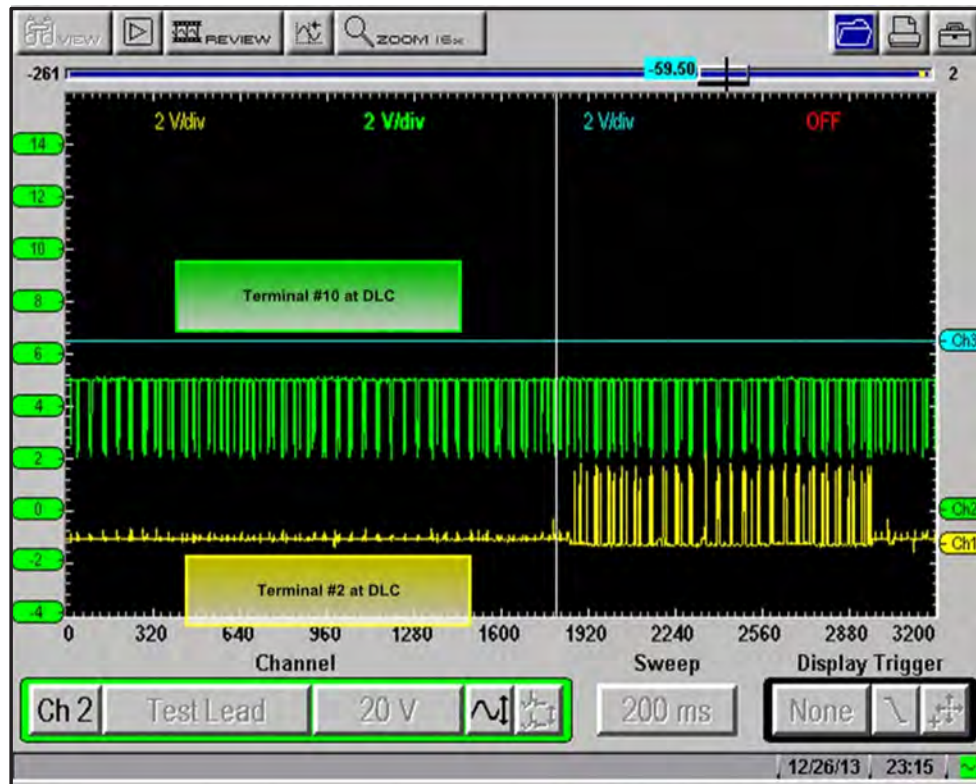 VIEW REVIEW ZOOM 16x
-261 -59.50 2
2 V/div 2 V/div 2 V/div OFF
14
12
10
Terminal #10 at DLC
8
6 Ch3
4
2
0 Ch2
-2 Ch1
Terminal #2 at DLC
-4
0 320 640 960 1280 1600 1920 2240 2560 2880 3200
Channel Sweep Display Trigger
Ch 2 Test Lead 20 V 200 ms None
12/26/13 23:15